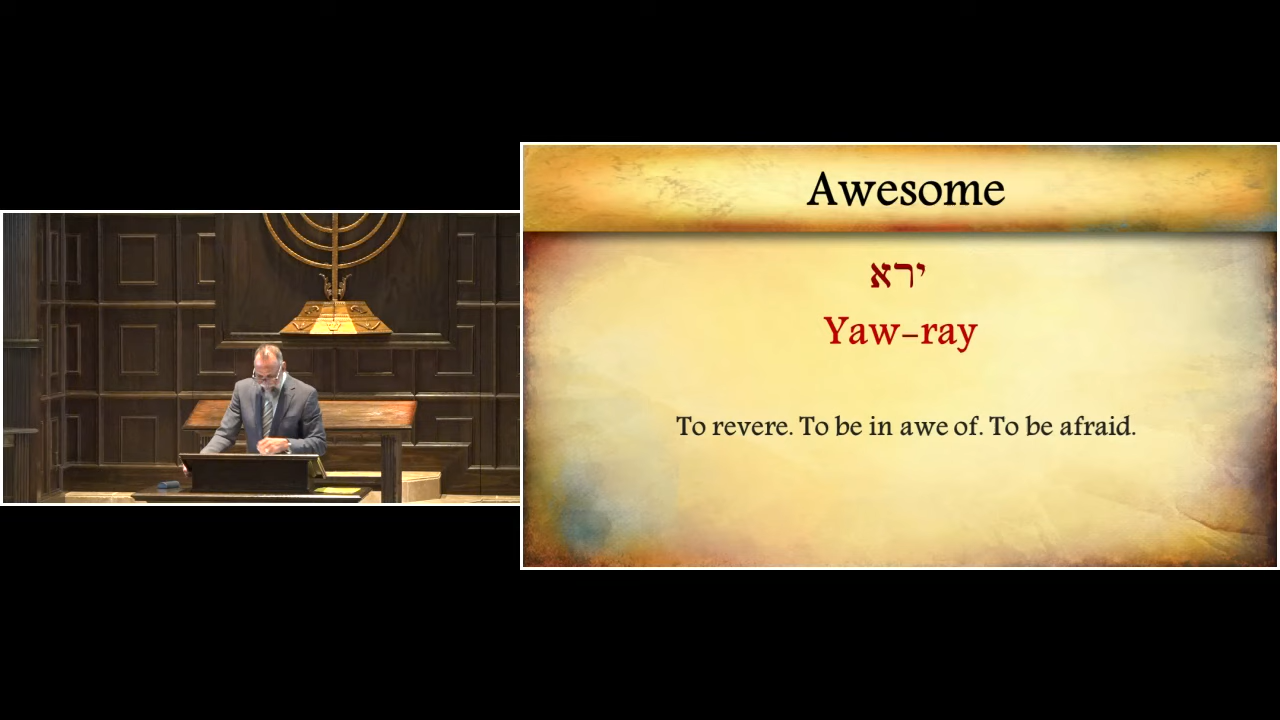 Awesome
ירא
Yaw-ray
To revere. To be in awe of. To be afraid.